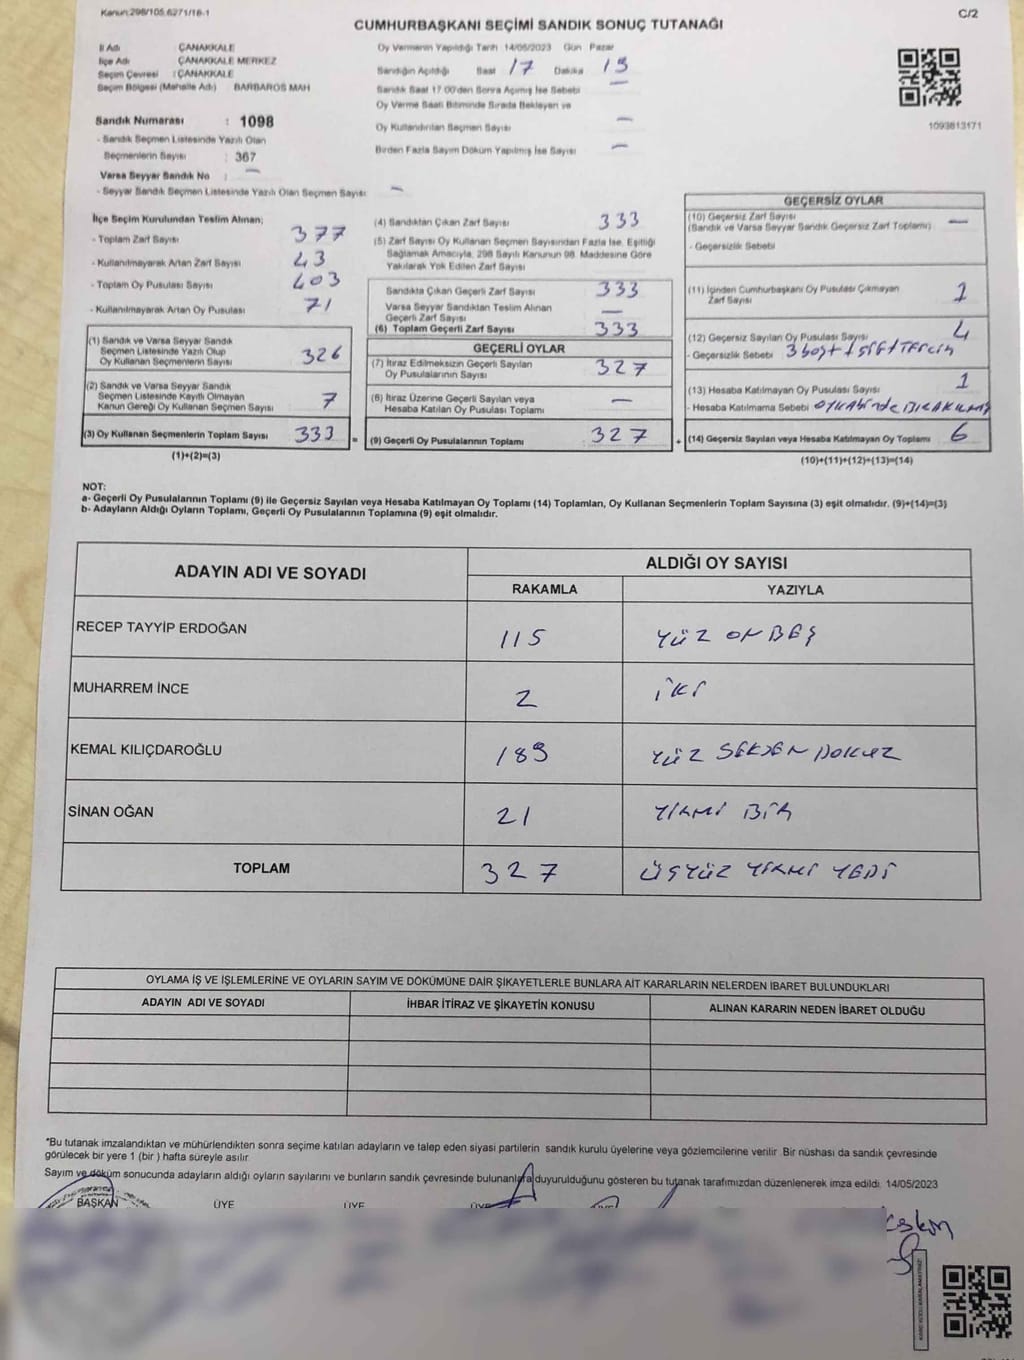 Kanun:298/105.6271/18-1
C/2
CUMHURBAŞKANI SEÇİMİ SANDIK SONUÇ TUTANAĞI
İl Adı : ÇANAKKALE
İlçe Adı : ÇANAKKALE MERKEZ
Seçim Çevresi : ÇANAKKALE
Seçim Bölgesi (Mahalle Adı) BARBAROS MAH
Oy Vermenin Yapıldığı Tarih 14/05/2023 Gün Pazar
Sandığın Açıldığı Saat 17 Dakika 15
Sandık Saat 17.00'den Sonra Açımış İse Sebebi —
Oy Verme Saati Bitiminde Sırada Bekleyen ve
Oy Kullandırılan Seçmen Sayısı —
Birden Fazla Sayım Döküm Yapılmış İse Sayısı —
1093813171
Sandık Numarası : 1098
- Sandık Seçmen Listesinde Yazılı Olan
Seçmenlerin Sayısı : 367
Varsa Seyyar Sandık No : —
- Seyyar Sandık Seçmen Listesinde Yazılı Olan Seçmen Sayısı: —
İlçe Seçim Kurulundan Teslim Alınan;
- Toplam Zarf Sayısı 377
- Kullanılmayarak Artan Zarf Sayısı 43
- Toplam Oy Pusulası Sayısı 403
- Kullanılmayarak Artan Oy Pusulası 71
(1) Sandık ve Varsa Seyyar Sandık
Seçmen Listesinde Yazılı Olup
Oy Kullanan Seçmenlerin Sayısı 326
(2) Sandık ve Varsa Seyyar Sandık
Seçmen Listesinde Kayıtlı Olmayan
Kanun Gereği Oy Kullanan Seçmen Sayısı 7
(3) Oy Kullanan Seçmenlerin Toplam Sayısı 333 =
(1)+(2)=(3)
(4) Sandıktan Çıkan Zarf Sayısı 333
(5) Zarf Sayısı Oy Kullanan Seçmen Sayısından Fazla İse, Eşitliği
Sağlamak Amacıyla, 298 Sayılı Kanunun 98. Maddesine Göre
Yakılarak Yok Edilen Zarf Sayısı
Sandıkta Çıkan Geçerli Zarf Sayısı 333
Varsa Seyyar Sandıktan Teslim Alınan
Geçerli Zarf Sayısı —
(6) Toplam Geçerli Zarf Sayısı 333
GEÇERLİ OYLAR
(7) İtiraz Edilmeksizin Geçerli Sayılan
Oy Pusulalarının Sayısı 327
(8) İtiraz Üzerine Geçerli Sayılan veya
Hesaba Katılan Oy Pusulası Toplamı —
(9) Geçerli Oy Pusulalarının Toplamı 327 +
GEÇERSİZ OYLAR
(10) Geçersiz Zarf Sayısı
(Sandık ve Varsa Seyyar Sandık Geçersiz Zarf Toplamı) —
- Geçersizlik Sebebi
(11) İçinden Cumhurbaşkanı Oy Pusulası Çıkmayan
Zarf Sayısı 1
(12) Geçersiz Sayılan Oy Pusulası Sayısı 4
- Geçersizlik Sebebi 3 boşt 1
(13) Hesaba Katılmayan Oy Pusulası Sayısı 1
- Hesaba Katılmama Sebebi
(14) Geçersiz Sayılan veya Hesaba Katılmayan Oy Toplamı 6
(10)+(11)+(12)+(13)=(14)
NOT:
a- Geçerli Oy Pusulalarının Toplamı (9) ile Geçersiz Sayılan veya Hesaba Katılmayan Oy Toplamı (14) Toplamları, Oy Kullanan Seçmenlerin Toplam Sayısına (3) eşit olmalıdır. (9)+(14)=(3)
b- Adayların Aldığı Oyların Toplamı, Geçerli Oy Pusulalarının Toplamına (9) eşit olmalıdır.
ADAYIN ADI VE SOYADI
ALDIĞI OY SAYISI
RAKAMLA YAZIYLA
RECEP TAYYİP ERDOĞAN 115 YÜZ ON BEŞ
MUHARREM İNCE 2 İKİ
KEMAL KILIÇDAROĞLU 189 YÜZ SEKSEN DOKUZ
SİNAN OĞAN 21 YİRMİ BİR
TOPLAM 327 ÜÇYÜZ YİRMİ YEDİ
OYLAMA İŞ VE İŞLEMLERİNE VE OYLARIN SAYIM VE DÖKÜMÜNE DAİR ŞİKAYETLERLE BUNLARA AİT KARARLARIN NELERDEN İBARET BULUNDUKLARI
ADAYIN ADI VE SOYADI İHBAR İTİRAZ VE ŞİKAYETİN KONUSU ALINAN KARARIN NEDEN İBARET OLDUĞU
*Bu tutanak imzalandıktan ve mühürlendikten sonra seçime katılan adayların ve talep eden siyasi partilerin sandık kurulu üyelerine veya gözlemcilerine verilir. Bir nüshası da sandık çevresinde
görülecek bir yere 1 (bir ) hafta süreyle asılır.
Sayım ve döküm sonucunda adayların aldığı oyların sayılarını ve bunların sandık çevresinde bulunanlara duyurulduğunu gösteren bu tutanak tarafımızdan düzenlenerek imza edildi. 14/05/2023
BAŞKAN ÜYE ÜYE ÜYE